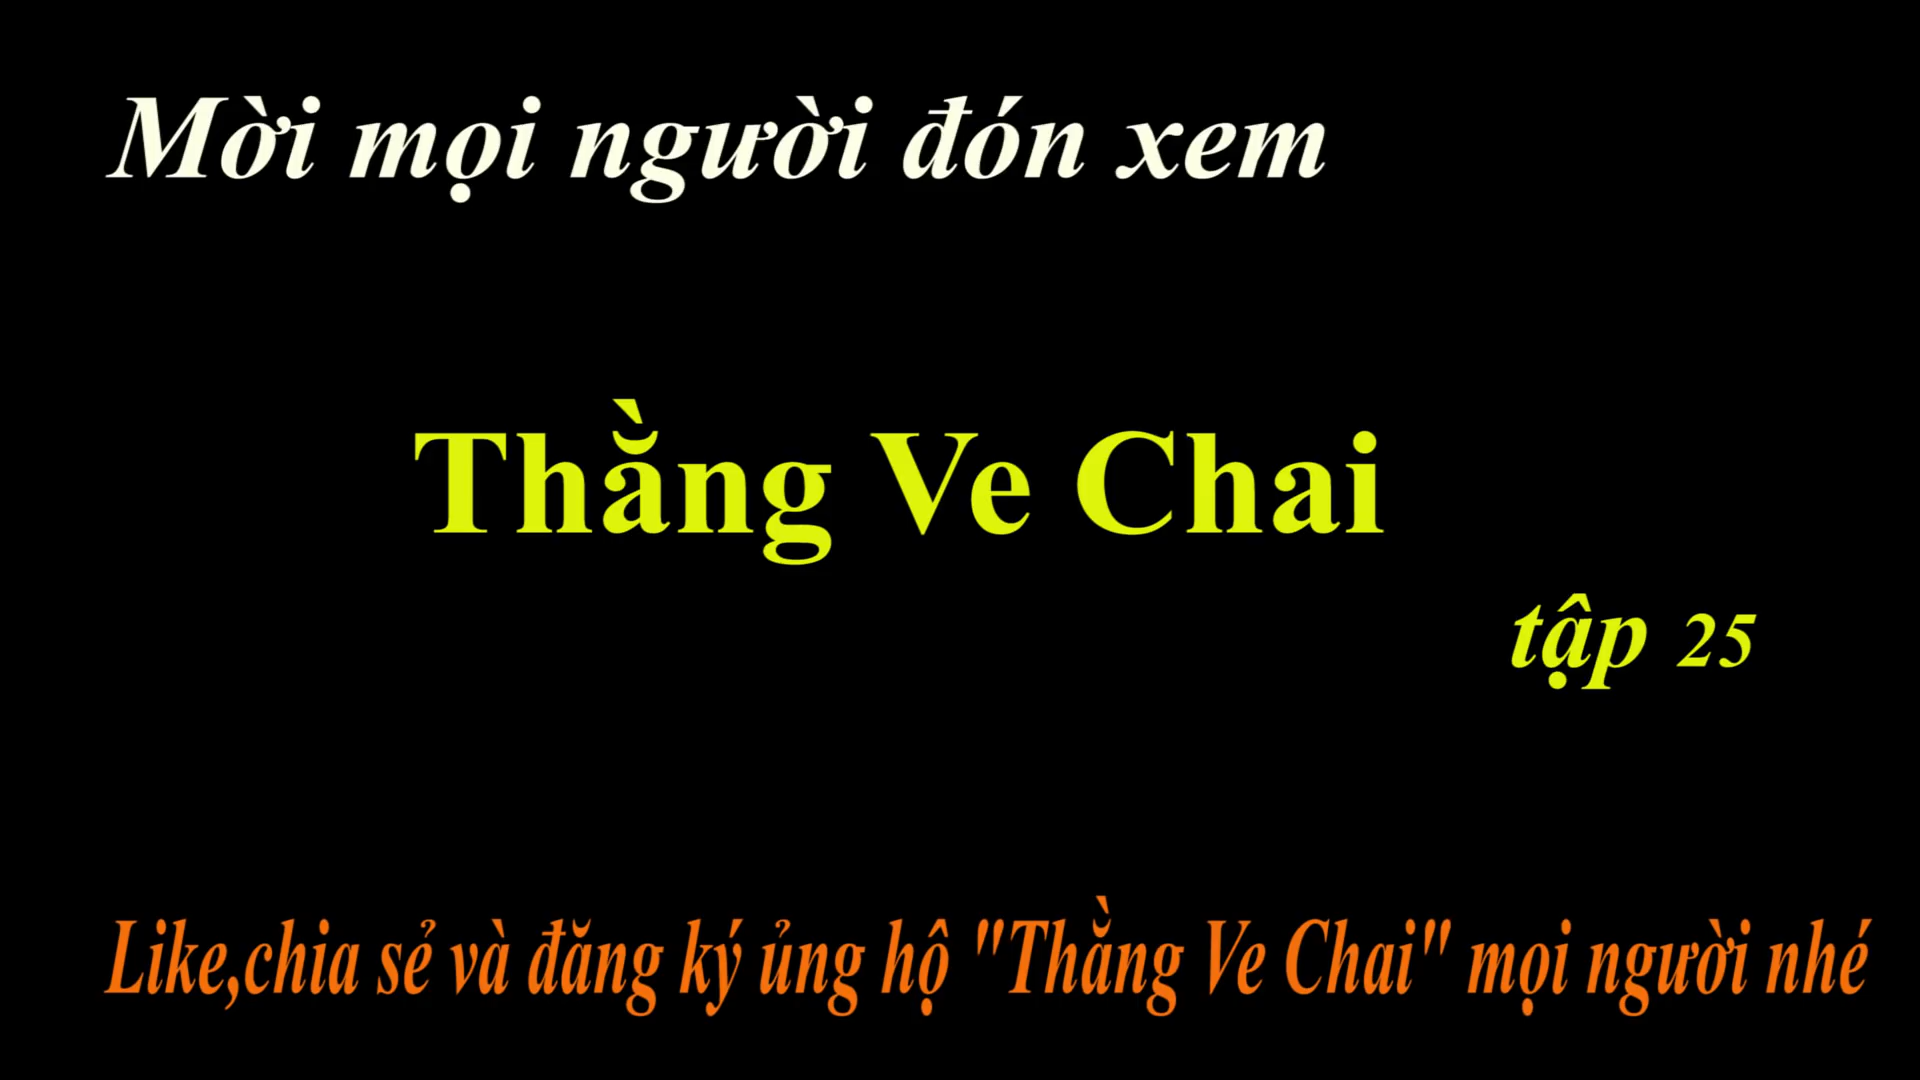 Mời mọi người đón xem
Thằng Ve Chai
tập 25
Like,chia sẻ và đăng ký ủng hộ "Thằng Ve Chai" mọi người nhé